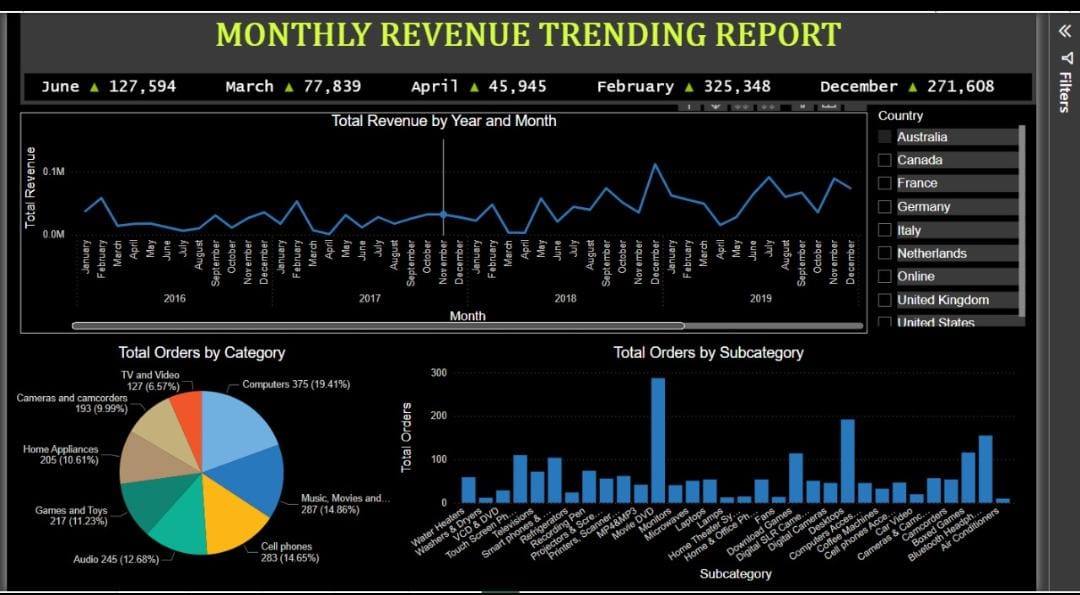 MONTHLY REVENUE TRENDING REPORT
June ▲ 127,594 March ▲ 77,839 April ▲ 45,945 February ▲ 325,348 December ▲ 271,608
Filters
Total Revenue by Year and Month
Total Revenue
0.1M
0.0M
January February March April May June July August September October November December January February March April May June July August September October November December January February March April May June July August September October November December January February March April May June July August September October November December
2016 2017 2018 2019
Month
Country
Australia
Canada
France
Germany
Italy
Netherlands
Online
United Kingdom
United States
Total Orders by Category
TV and Video
127 (6.57%)
Computers 375 (19.41%)
Cameras and camcorders
193 (9.99%)
Home Appliances
205 (10.61%)
Music, Movies and...
287 (14.86%)
Games and Toys
217 (11.23%)
Cell phones
283 (14.65%)
Audio 245 (12.68%)
Total Orders by Subcategory
Total Orders
300
200
100
0
Water Heaters
Washers & Dryers
VCD & DVD
Touch Screen Ph...
Televisions
Smart phones & ...
Refrigerators
Recording Pen
Projectors & Scre...
Printers, Scanner...
MP4&MP3
Movie DVD
Monitors
Microwaves
Laptops
Lamps
Home Theater Sy...
Home & Office Ph...
Fans
Download Games
Digital SLR Came...
Digital Cameras
Desktops
Computers Acces...
Coffee Machines
Cell phones Acce...
Car Video
Cameras & Camc...
Camcorders
Boxed Games
Bluetooth Headph...
Air Conditioners
Subcategory